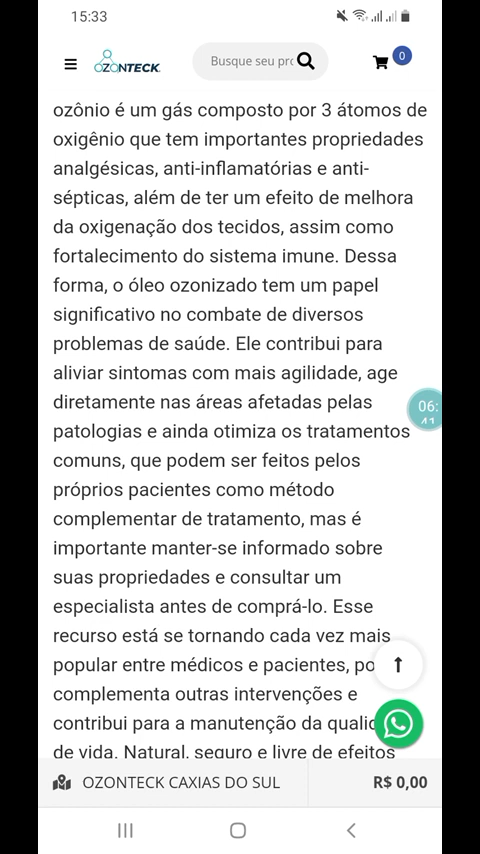 15:33
OZONTECK
Busque seu pro
0
ozônio é um gás composto por 3 átomos de
oxigênio que tem importantes propriedades
analgésicas, anti-inflamatórias e anti-
sépticas, além de ter um efeito de melhora
da oxigenação dos tecidos, assim como
fortalecimento do sistema imune. Dessa
forma, o óleo ozonizado tem um papel
significativo no combate de diversos
problemas de saúde. Ele contribui para
aliviar sintomas com mais agilidade, age
diretamente nas áreas afetadas pelas
06:
41
patologias e ainda otimiza os tratamentos
comuns, que podem ser feitos pelos
próprios pacientes como método
complementar de tratamento, mas é
importante manter-se informado sobre
suas propriedades e consultar um
especialista antes de comprá-lo. Esse
recurso está se tornando cada vez mais
popular entre médicos e pacientes, po
complementa outras intervenções e
contribui para a manutenção da qualid
de vida. Natural, seguro e livre de efeitos
OZONTECK CAXIAS DO SUL
R$ 0,00